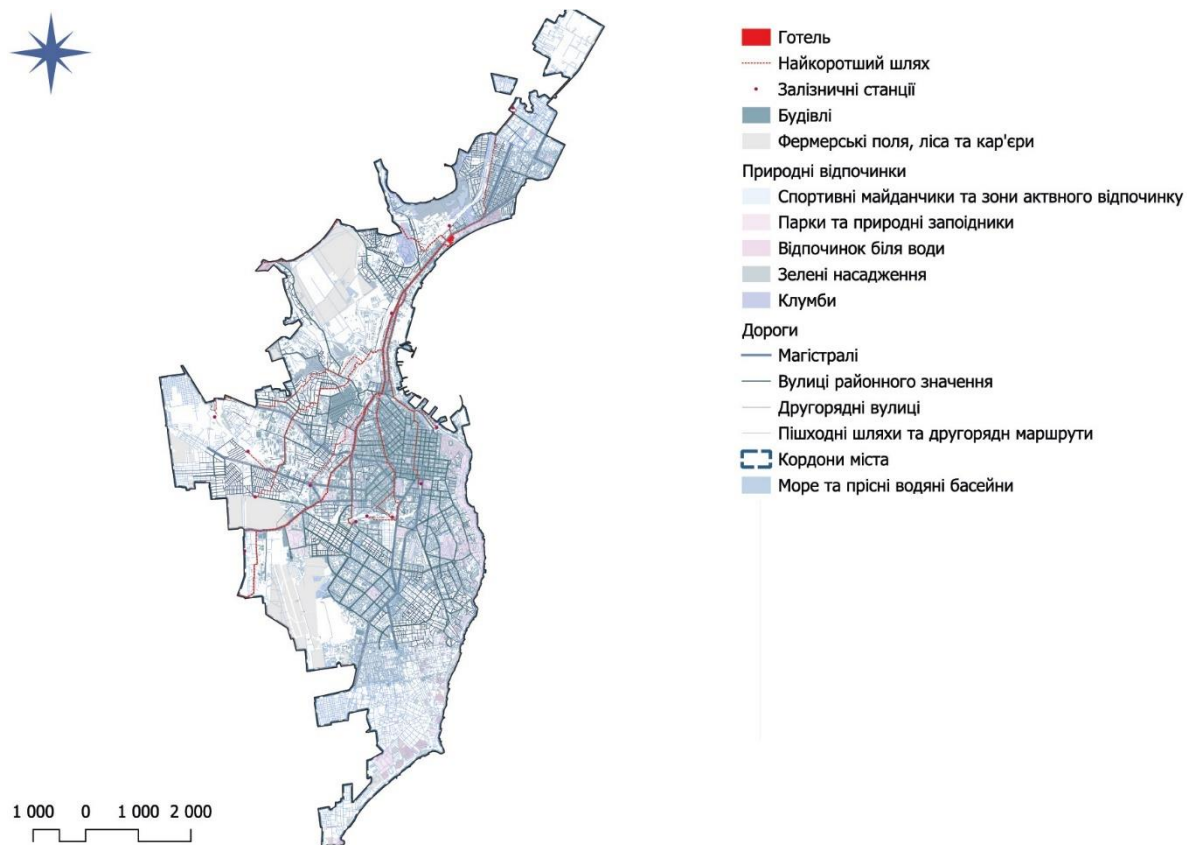 Готель
Найкоротший шлях
Залізничні станції
Будівлі
Фермерські поля, ліса та кар'єри
Природні відпочинки
Спортивні майданчики та зони актвного відпочинку
Парки та природні запоідники
Відпочинок біля води
Зелені насадження
Клумби
Дороги
Магістралі
Вулиці районного значення
Другорядні вулиці
Пішходні шляхи та другорядн маршрути
Кордони міста
Море та прісні водяні басейни
1 000 0 1 000 2 000